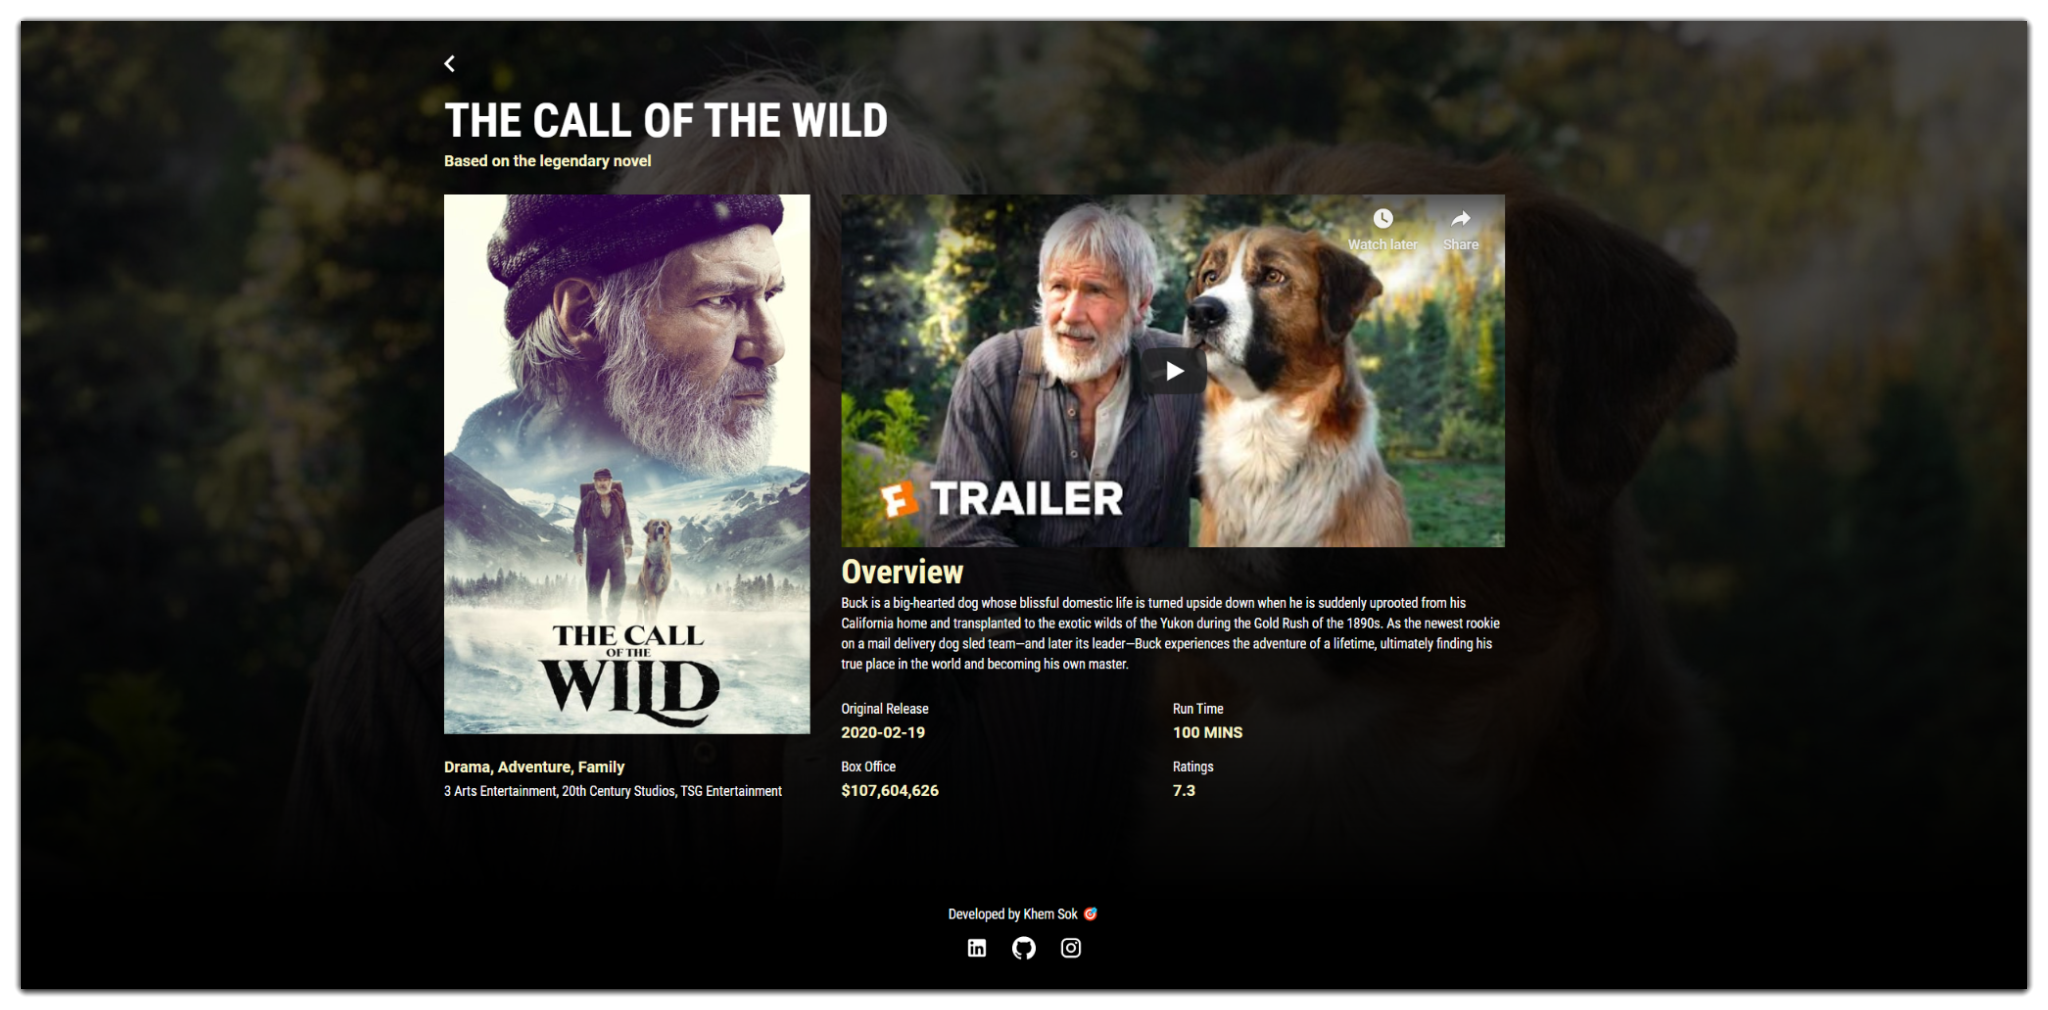 THE CALL OF THE WILD
Based on the legendary novel
THE CALL
OF THE
WILD
Drama, Adventure, Family
3 Arts Entertainment, 20th Century Studios, TSG Entertainment
Watch later
Share
F TRAILER
Overview
Buck is a big-hearted dog whose blissful domestic life is turned upside down when he is suddenly uprooted from his
California home and transplanted to the exotic wilds of the Yukon during the Gold Rush of the 1890s. As the newest rookie
on a mail delivery dog sled team—and later its leader—Buck experiences the adventure of a lifetime, ultimately finding his
true place in the world and becoming his own master.
Original Release
2020-02-19
Run Time
100 MINS
Box Office
$107,604,626
Ratings
7.3
Developed by Khem Sok
in